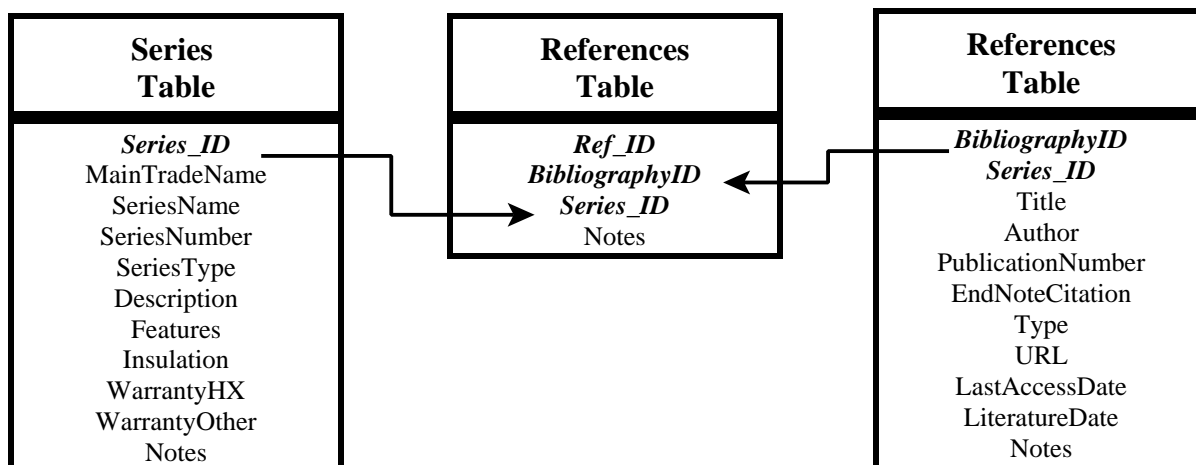 Series
Table
Series_ID
MainTradeName
SeriesName
SeriesNumber
SeriesType
Description
Features
Insulation
WarrantyHX
WarrantyOther
Notes
References
Table
Ref_ID
BibliographyID
Series_ID
Notes
References
Table
BibliographyID
Series_ID
Title
Author
PublicationNumber
EndNoteCitation
Type
URL
LastAccessDate
LiteratureDate
Notes